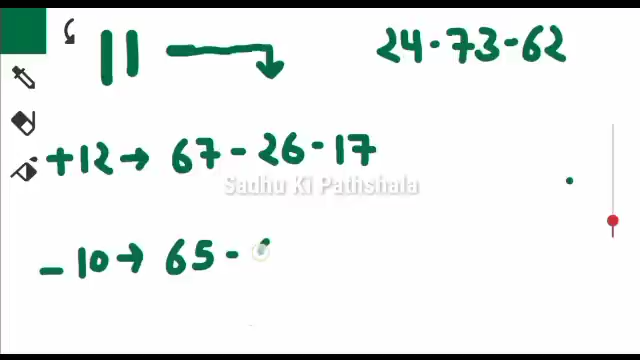 11 → 24-73-62
+12 → 67-26-17
Sadhu Ki Pathshala
-10 → 65-